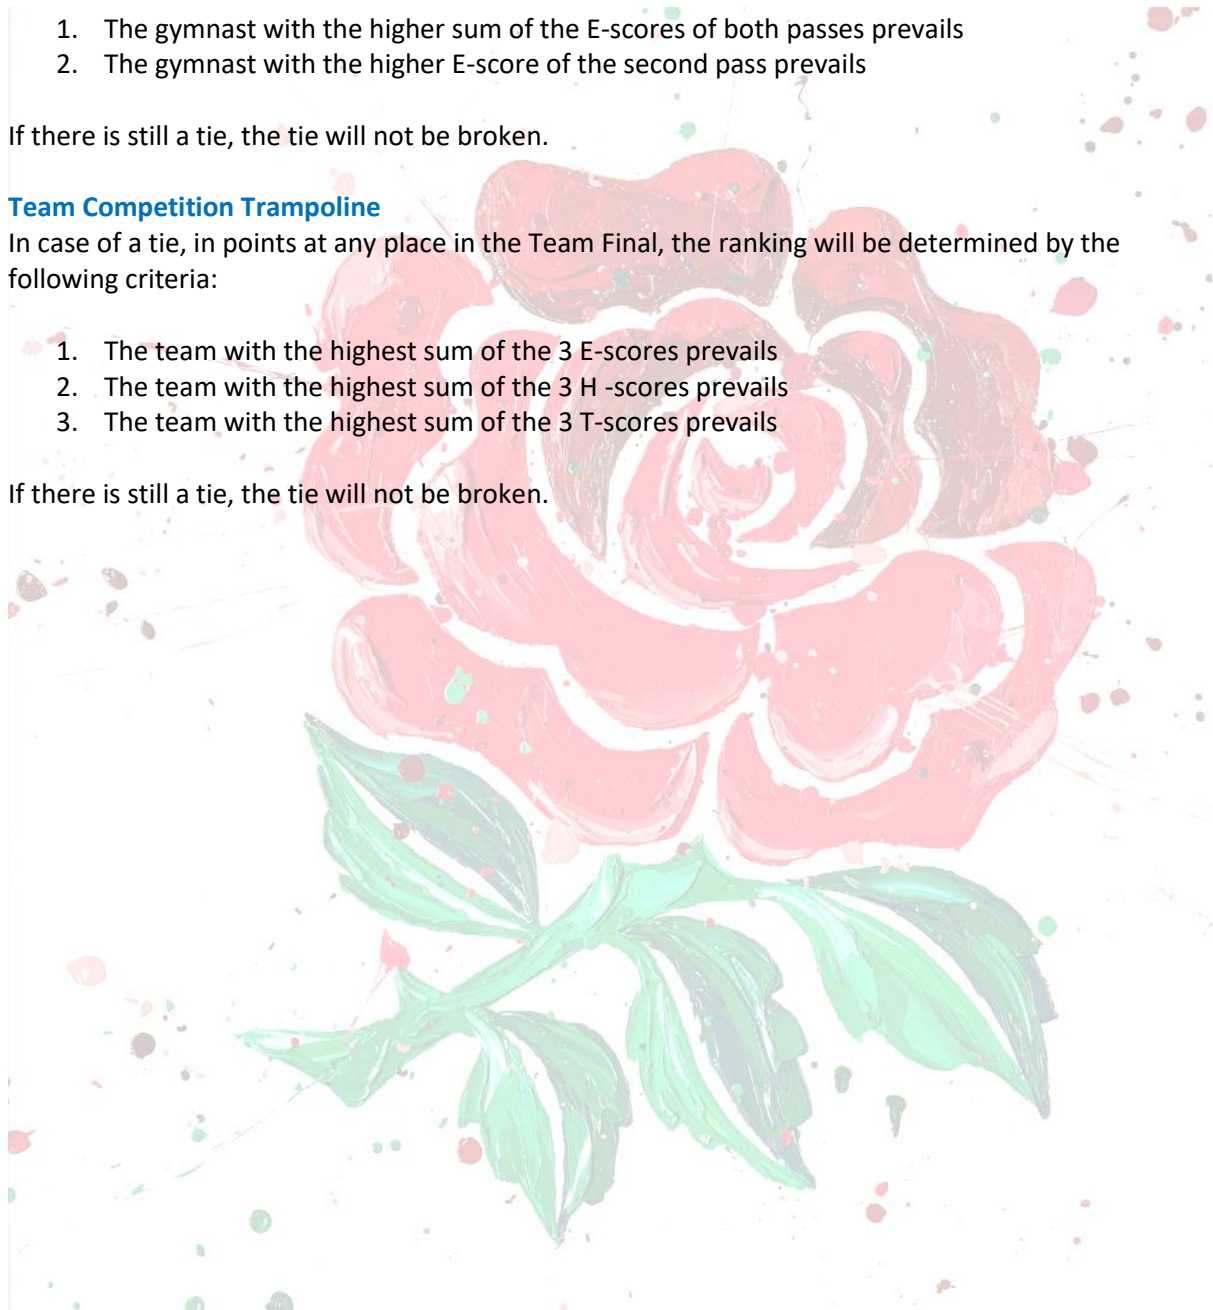 1. The gymnast with the higher sum of the E-scores of both passes prevails
2. The gymnast with the higher E-score of the second pass prevails
If there is still a tie, the tie will not be broken.
Team Competition Trampoline
In case of a tie, in points at any place in the Team Final, the ranking will be determined by the
following criteria:
1. The team with the highest sum of the 3 E-scores prevails
2. The team with the highest sum of the 3 H -scores prevails
3. The team with the highest sum of the 3 T-scores prevails
If there is still a tie, the tie will not be broken.